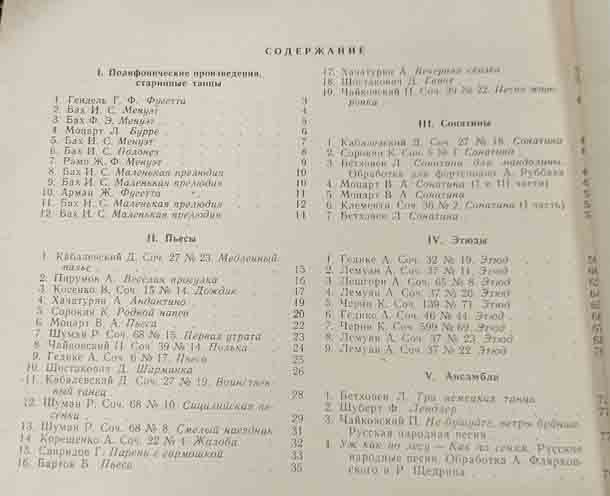 СОДЕРЖАНИЕ
I. Полифонические произведения,
старинные танцы
1. Гендель Г. Ф. Фугетта 3
2. Бах И. С. Менуэт 4
3. Бах Ф. Э. Менуэт 5
4. Моцарт Л. Бурре 6
5. Бах И. С. Менуэт 7
6. Бах И. С. Полонез 8
7. Рамо Ж. Ф. Менуэт 9
8. Бах И. С. Маленькая прелюдия 10
9. Бах И. С. Маленькая прелюдия 10
10. Арман Ж. Фугетта 11
11. Бах И. С. Маленькая прелюдия 12
12. Бах И. С. Маленькая прелюдия 14
II. Пьесы
1. Кабалевский Д. Соч. 27 № 23. Медленный
вальс 15
2. Пирумов А. Веселая прогулка 16
3. Косенко В. Соч. 15 № 14. Дождик 17
4. Хачатурян А. Андантино 19
5. Сорокин К. Родной напев 20
6. Моцарт В. А. Пьеса 22
7. Шуман Р. Соч. 68 № 15. Первая утрата 23
8. Чайковский П. Соч. 39 № 14. Полька 24
9. Гедике А. Соч. 6 № 17. Пьеса 25
10. Шостакович Д. Шарманка 26
11. Кабалевский Д. Соч. 27 № 19. Воинствен-
ный танец 28
12. Шуман Р. Соч. 68 № 10. Сицилийская пе-
сенка 29
13. Шуман Р. Соч. 68 № 8. Смелый наездник 31
14. Корещенко А. Соч. 22 № 4. Жалоба 32
15. Свиридов Г. Парень с гармошкой 33
16. Барток Б. Пьеса 35
17. Хачатурян А. Вечерняя сказка
18. Шостакович Д. Гавот
19. Чайковский П. Соч. 39 № 22. Песня жаво-
ронка
III. Сонатины
1. Кабалевский Д. Соч. 27 № 18. Сонатина
2. Сорокин К. Соч. 5 № 1. Сонатина
3. Бетховен Л. Сонатина для мандолины.
Обработка для фортепиано А. Руббаха
4. Моцарт В. А. Сонатина (I и III части)
5. Моцарт В. А. Сонатина
6. Клементи Соч. 36 № 2. Сонатина (I часть)
7. Бетховен Л. Сонатина
IV. Этюды
1. Гедике А. Соч. 32 № 19. Этюд
2. Лемуан А. Соч. 37 № 11. Этюд
3. Лешгорн А. Соч. 65 № 8. Этюд
4. Лемуан А. Соч. 37 № 20. Этюд
5. Черни К. Соч. 139 № 71. Этюд
6. Гедике А. Соч. 46 № 44. Этюд
7. Черни К. Соч. 599 № 69. Этюд
8. Лемуан А. Соч. 37 № 23. Этюд
9. Лемуан А. Соч. 37 № 22. Этюд
V. Ансамбли
1. Бетховен Л. Три немецких танца
2. Шуберт Ф. Лендлер
3. Чайковский П. Не бушуйте, ветры буйные.
Русская народная песня
4. Уж как по лесу — Как по сеням. Русские
народные песни. Обработка А. Флярков-
ского и Р. Щедрина